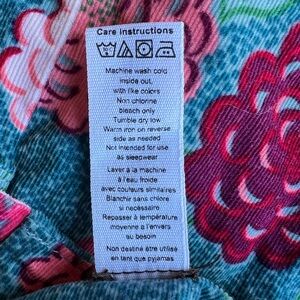 Care instructions
Machine wash cold
inside out,
with like colors
Non chlorine
bleach only
Tumble dry low
Warm iron on reverse
side as needed
Not intended for use
as sleepwear
Laver à la machine
à l'eau froide
avec couleurs similaires
Blanchir sans chlore
si necessaire
Repasser à température
moyenne a l'envers
au besoin
Non destiné être utilisé
en tant que pyjamas